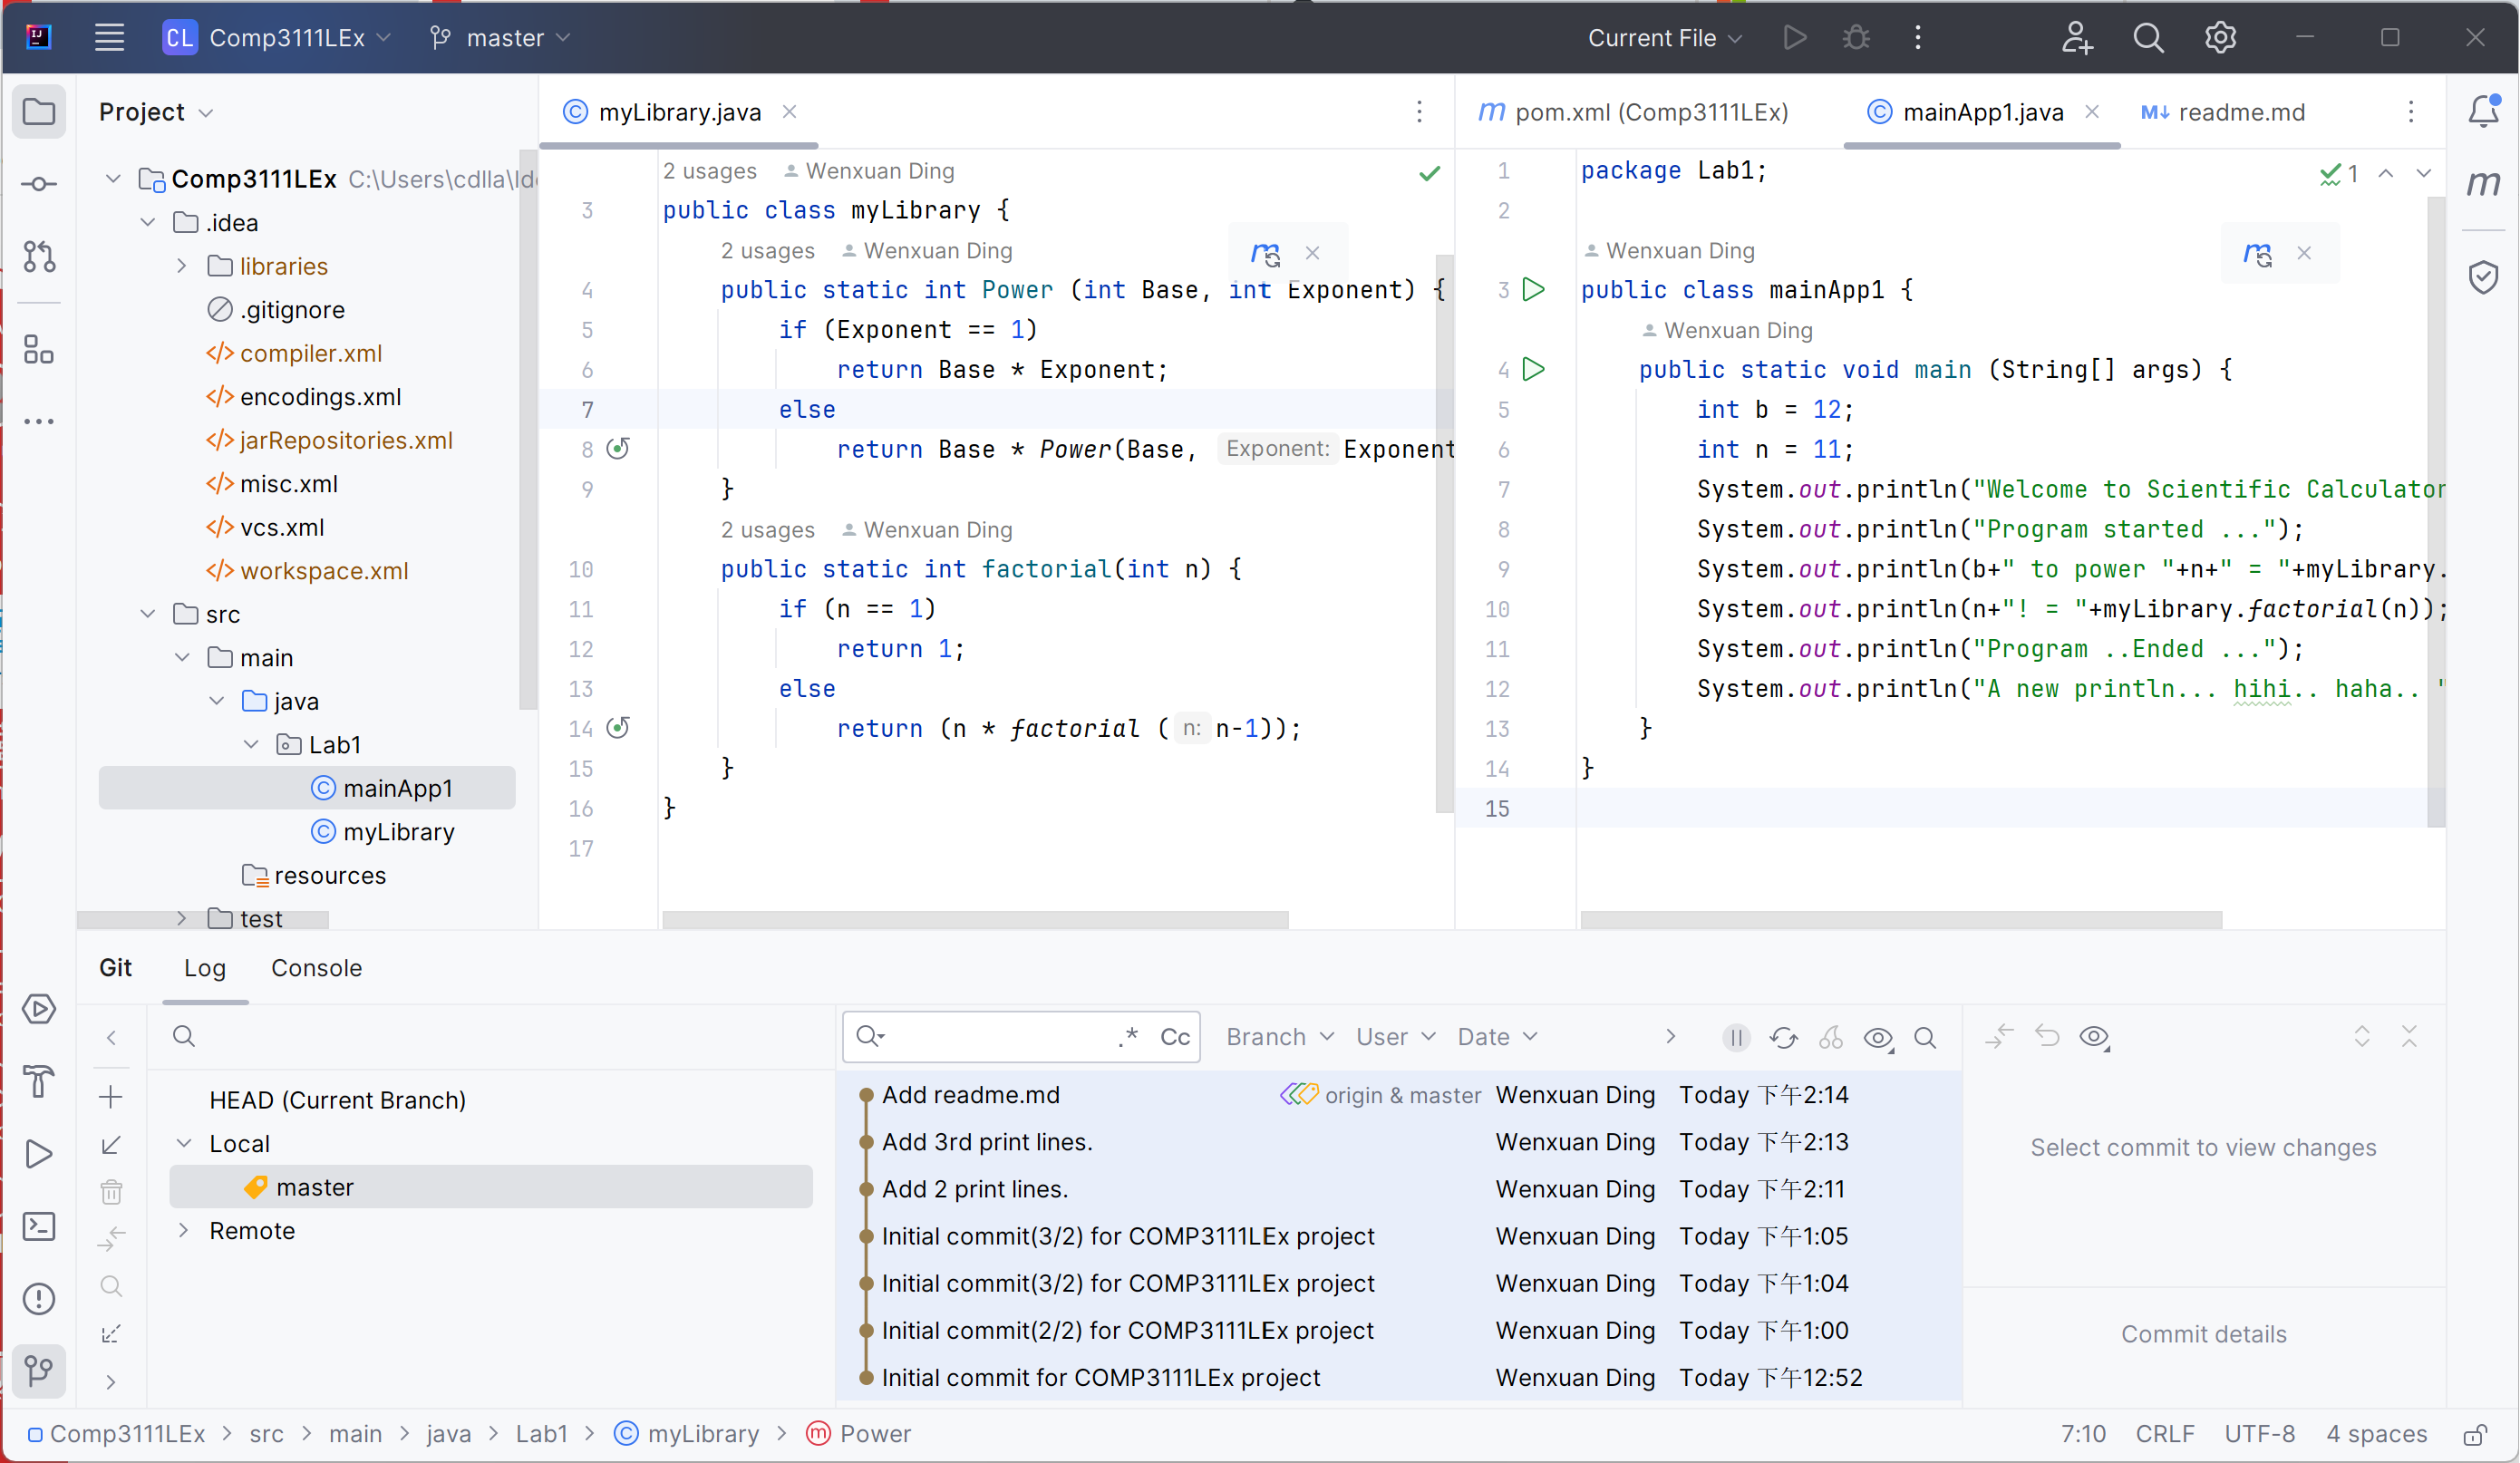 CL Comp3111LEx master Current File
Project
Comp3111LEx C:\Users\cdlla\Ide
.idea
libraries
.gitignore
compiler.xml
encodings.xml
jarRepositories.xml
misc.xml
vcs.xml
workspace.xml
src
main
java
Lab1
mainApp1
myLibrary
resources
test
myLibrary.java
2 usages Wenxuan Ding
3 public class myLibrary {
2 usages Wenxuan Ding
4 public static int Power (int Base, int Exponent) {
5 if (Exponent == 1)
6 return Base * Exponent;
7 else
8 return Base * Power(Base, Exponent: Exponent
9 }
2 usages Wenxuan Ding
10 public static int factorial(int n) {
11 if (n == 1)
12 return 1;
13 else
14 return (n * factorial ( n: n-1));
15 }
16 }
17
m pom.xml (Comp3111LEx) mainApp1.java M↓ readme.md
1 package Lab1; 1
2
Wenxuan Ding
3 public class mainApp1 {
Wenxuan Ding
4 public static void main (String[] args) {
5 int b = 12;
6 int n = 11;
7 System.out.println("Welcome to Scientific Calculator
8 System.out.println("Program started ...");
9 System.out.println(b+" to power "+n+" = "+myLibrary.
10 System.out.println(n+"! = "+myLibrary.factorial(n));
11 System.out.println("Program ..Ended ...");
12 System.out.println("A new println... hihi.. haha.. "
13 }
14 }
15
Git Log Console
HEAD (Current Branch)
Local
master
Remote
.* Cc Branch User Date
Add readme.md origin & master Wenxuan Ding Today 下午2:14
Add 3rd print lines. Wenxuan Ding Today 下午2:13
Add 2 print lines. Wenxuan Ding Today 下午2:11
Initial commit(3/2) for COMP3111LEx project Wenxuan Ding Today 下午1:05
Initial commit(3/2) for COMP3111LEx project Wenxuan Ding Today 下午1:04
Initial commit(2/2) for COMP3111LEx project Wenxuan Ding Today 下午1:00
Initial commit for COMP3111LEx project Wenxuan Ding Today 下午12:52
Select commit to view changes
Commit details
Comp3111LEx > src > main > java > Lab1 > myLibrary > Power 7:10 CRLF UTF-8 4 spaces